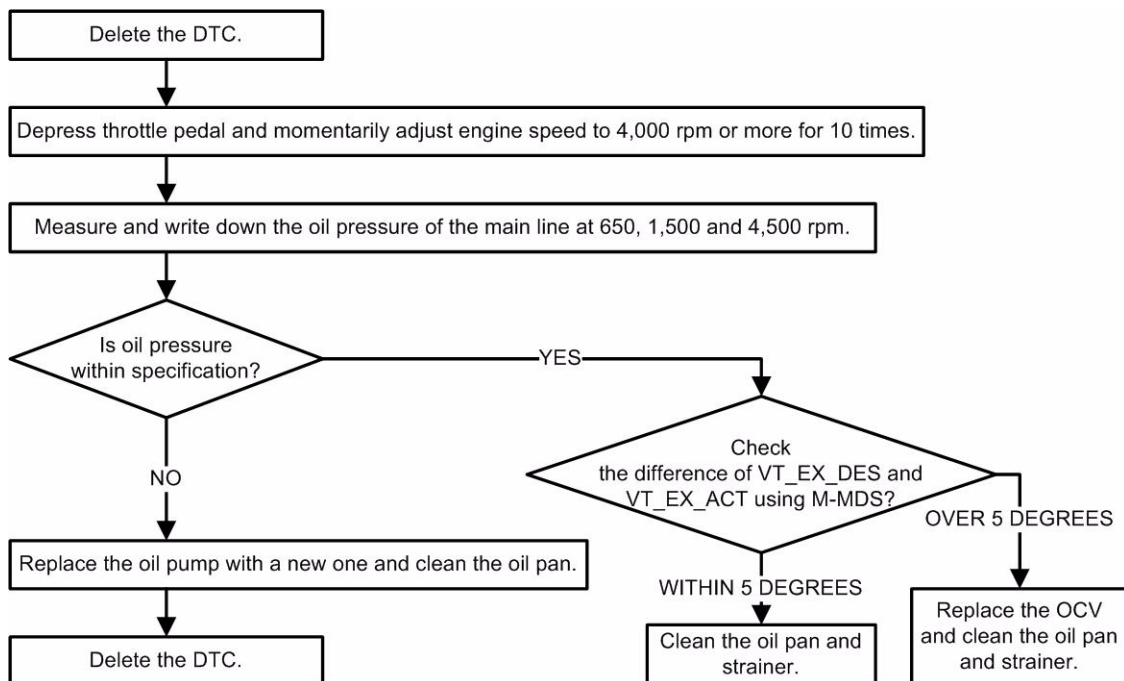 Delete the DTC.
Depress throttle pedal and momentarily adjust engine speed to 4,000 rpm or more for 10 times.
Measure and write down the oil pressure of the main line at 650, 1,500 and 4,500 rpm.
Is oil pressure
within specification?
YES
NO
Check
the difference of VT_EX_DES and
VT_EX_ACT using M-MDS?
OVER 5 DEGREES
WITHIN 5 DEGREES
Replace the oil pump with a new one and clean the oil pan.
Delete the DTC.
Clean the oil pan and
strainer.
Replace the OCV
and clean the oil pan
and strainer.